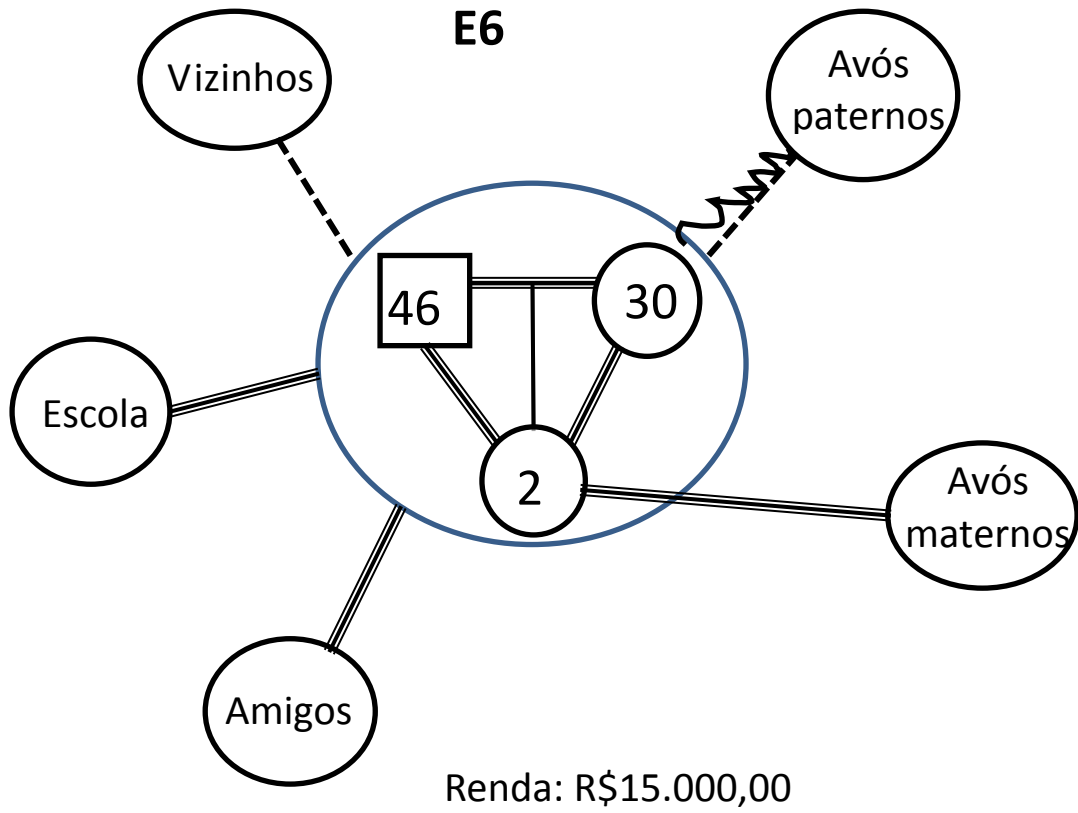 E6
Vizinhos
Avós
paternos
46
30
Escola
2
Avós
maternos
Amigos
Renda: R$15.000,00